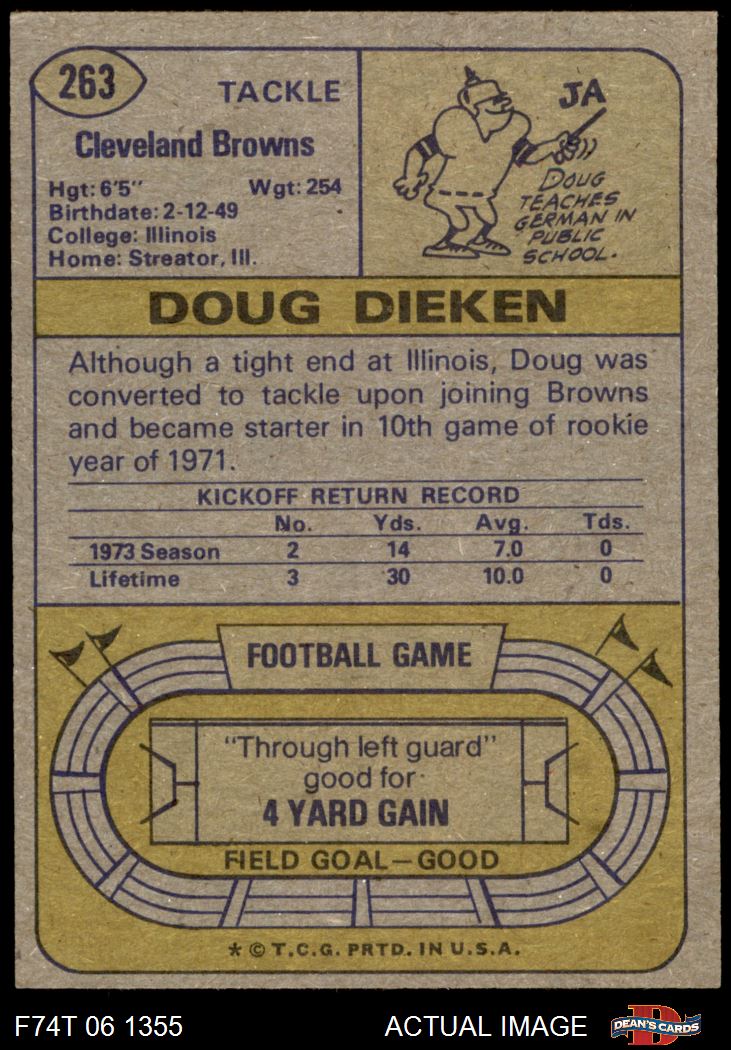 263
TACKLE
Cleveland Browns
Hgt: 6'5" Wgt: 254
Birthdate: 2-12-49
College: Illinois
Home: Streator, Ill.
JA
DOUG
TEACHES
GERMAN IN
PUBLIC
SCHOOL.
DOUG DIEKEN
Although a tight end at Illinois, Doug was
converted to tackle upon joining Browns
and became starter in 10th game of rookie
year of 1971.
KICKOFF RETURN RECORD
No. Yds. Avg. Tds.
1973 Season 2 14 7.0 0
Lifetime 3 30 10.0 0
FOOTBALL GAME
"Through left guard"
good for
4 YARD GAIN
FIELD GOAL—GOOD
* © T.C.G. PRTD. IN U.S.A.
F74T 06 1355 ACTUAL IMAGE
D
DEAN'S CARDS